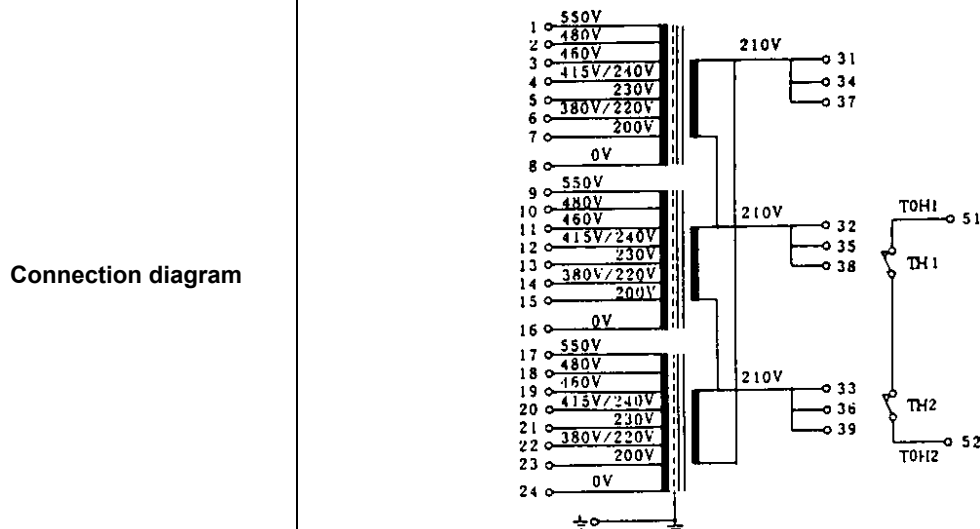 Connection diagram
1 550V
2 480V
3 460V
4 415V/240V
5 230V
6 380V/220V
7 200V
8 0V
210V 31
34
37
9 550V
10 480V
11 460V
12 415V/240V
13 230V
14 380V/220V
15 200V
16 0V
210V 32
35
38
17 550V
18 480V
19 460V
20 415V/240V
21 230V
22 380V/220V
23 200V
24 0V
210V 33
36
39
TOH1 51
TH1
TH2
TOH2 52